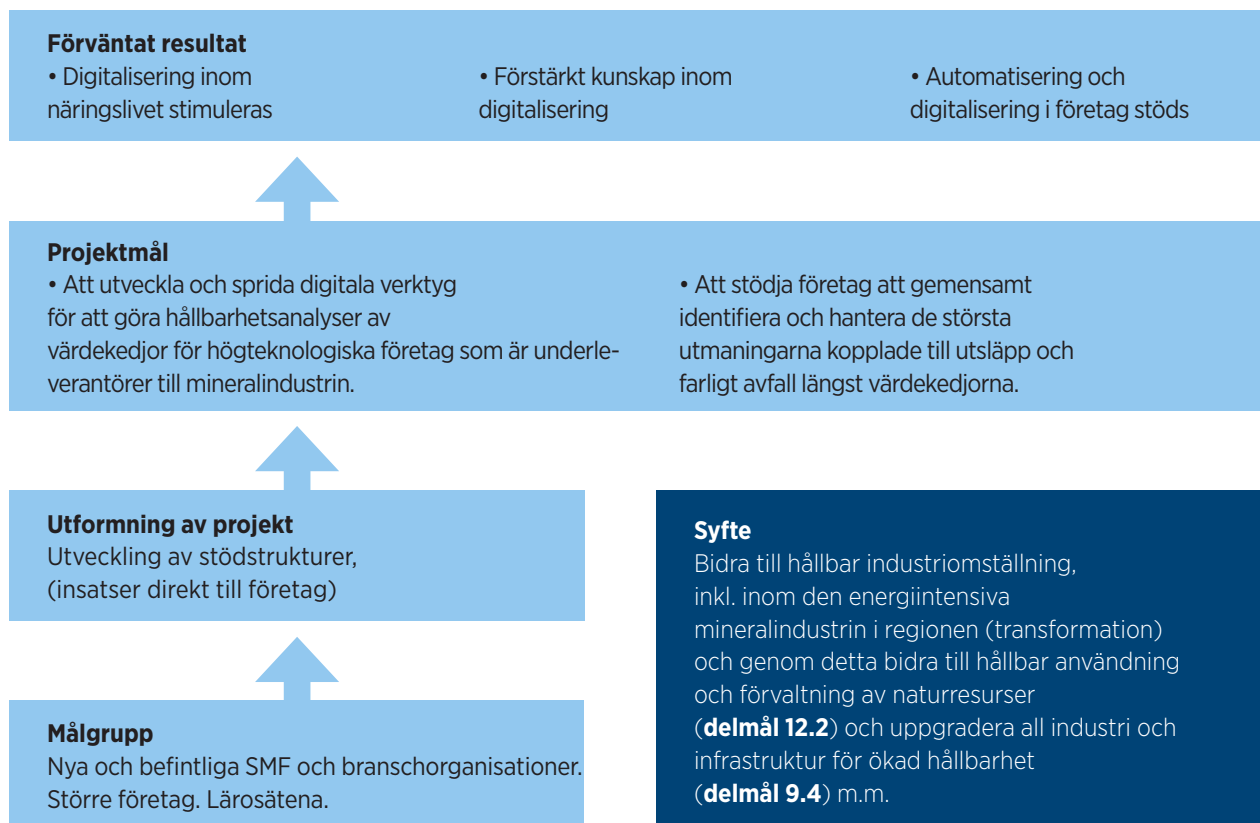 Förväntat resultat
• Digitalisering inom
näringslivet stimuleras
• Förstärkt kunskap inom
digitalisering
• Automatisering och
digitalisering i företag stöds
Projektmål
• Att utveckla och sprida digitala verktyg
för att göra hållbarhetsanalyser av
värdekedjor för högteknologiska företag som är underle-
verantörer till mineralindustrin.
• Att stödja företag att gemensamt
identifiera och hantera de största
utmaningarna kopplade till utsläpp och
farligt avfall längst värdekedjorna.
Utformning av projekt
Utveckling av stödstrukturer,
(insatser direkt till företag)
Målgrupp
Nya och befintliga SMF och branschorganisationer.
Större företag. Lärosätena.
Syfte
Bidra till hållbar industriomställning,
inkl. inom den energiintensiva
mineralindustrin i regionen (transformation)
och genom detta bidra till hållbar användning
och förvaltning av naturresurser
(delmål 12.2) och uppgradera all industri och
infrastruktur för ökad hållbarhet
(delmål 9.4) m.m.